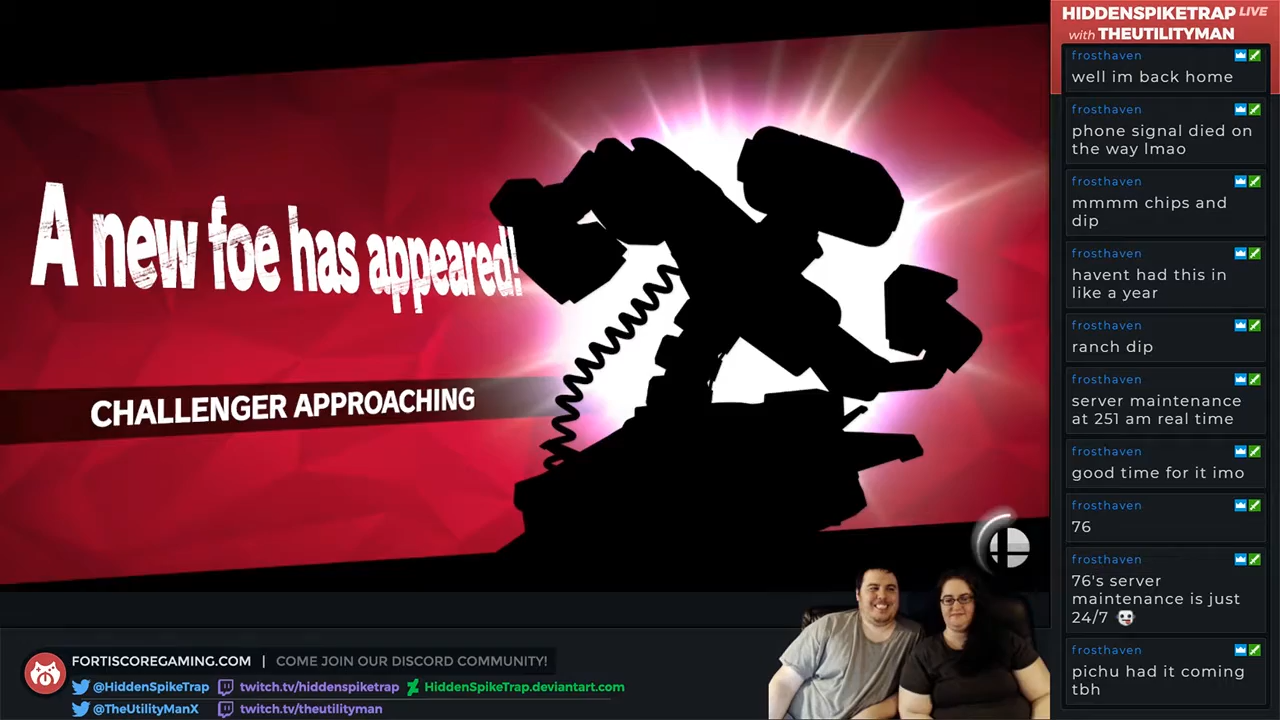 A new foe has appeared!
CHALLENGER APPROACHING
HIDDENSPIKETRAP LIVE
with THEUTILITYMAN
frosthaven
well im back home
frosthaven
phone signal died on
the way lmao
frosthaven
mmmm chips and
dip
frosthaven
havent had this in
like a year
frosthaven
ranch dip
frosthaven
server maintenance
at 251 am real time
frosthaven
good time for it imo
frosthaven
76
frosthaven
76's server
maintenance is just
24/7
frosthaven
pichu had it coming
tbh
FORTISCOREGAMING.COM | COME JOIN OUR DISCORD COMMUNITY!
@HiddenSpikeTrap twitch.tv/hiddenspiketrap HiddenSpikeTrap.deviantart.com
@TheUtilityManX twitch.tv/theutilityman